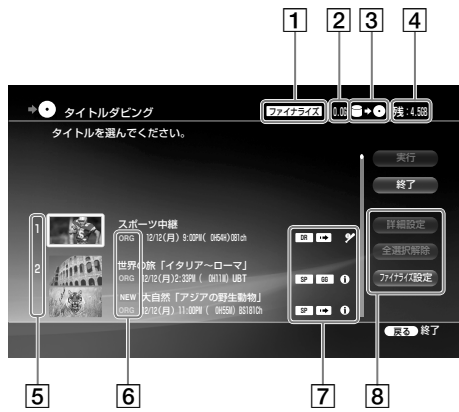 1 2 3 4
タイトルダビング ファイナライズ 0.0G 残:4.5GB
タイトルを選んでください。
実行
終了
1 スポーツ中継
ORG 12/12(月) 9:00PM( 0H54M)081ch DR
詳細設定
全選択解除
2 世界の旅「イタリア～ローマ」
ORG 12/12(月)2:33PM( 0H11M) UBT SP GG
ファイナライズ設定
NEW 大自然「アジアの野生動物」
ORG 12/12(月).11:00PM( 0H55M) BS181Ch SP
戻る 終了
5 6 7 8